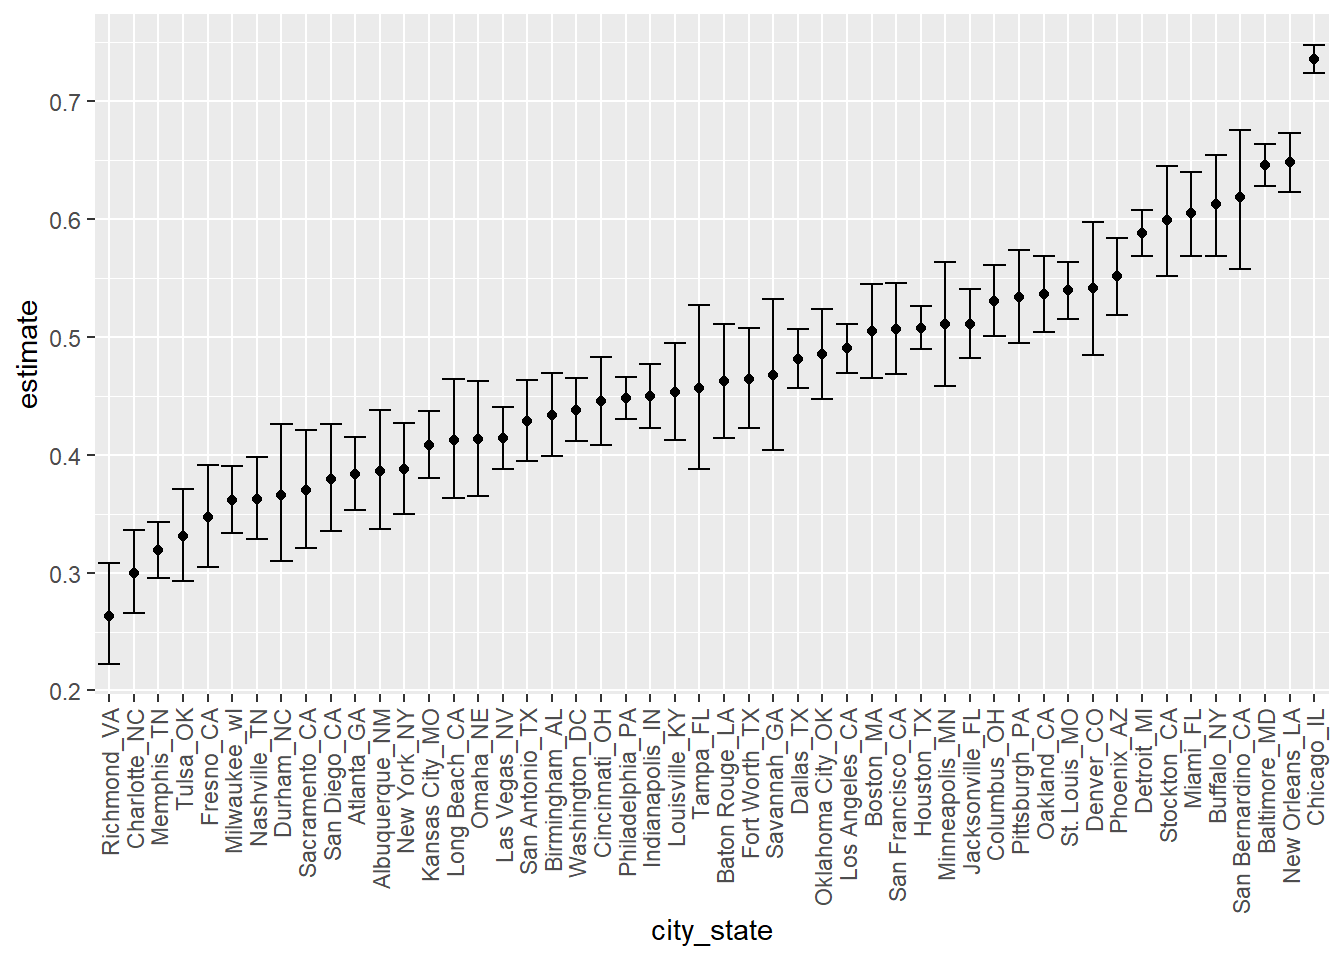 estimate
0.7
0.6
0.5
0.4
0.3
0.2
Richmond_VA
Charlotte_NC
Memphis_TN
Tulsa_OK
Fresno_CA
Milwaukee_wI
Nashville_TN
Durham_NC
Sacramento_CA
San Diego_CA
Atlanta_GA
Albuquerque_NM
New York_NY
Kansas City_MO
Long Beach_CA
Omaha_NE
Las Vegas_NV
San Antonio_TX
Birmingham_AL
Washington_DC
Cincinnati_OH
Philadelphia_PA
Indianapolis_IN
Louisville_KY
Tampa_FL
Baton Rouge_LA
Fort Worth_TX
Savannah_GA
Dallas_TX
Oklahoma City_OK
Los Angeles_CA
Boston_MA
San Francisco_CA
Houston_TX
Minneapolis_MN
Jacksonville_FL
Columbus_OH
Pittsburgh_PA
Oakland_CA
St. Louis_MO
Denver_CO
Phoenix_AZ
Detroit_MI
Stockton_CA
Miami_FL
Buffalo_NY
San Bernardino_CA
Baltimore_MD
New Orleans_LA
Chicago_IL
city_state